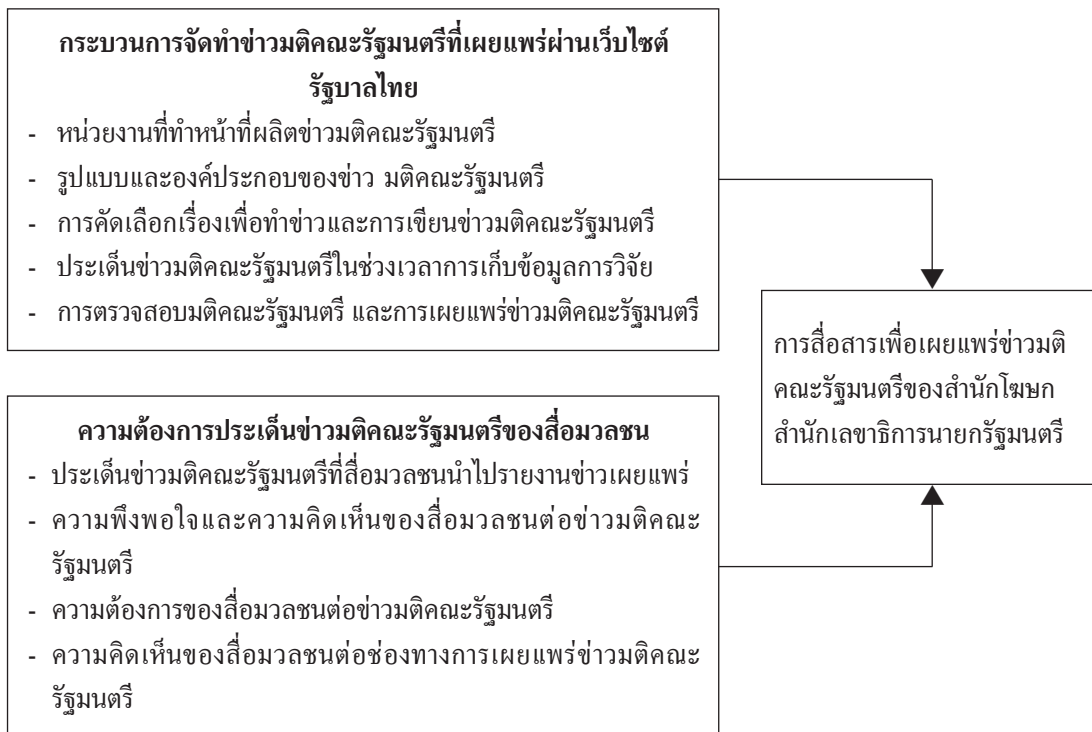 กระบวนการจัดทำข่าวมติคณะรัฐมนตรีที่เผยแพร่ผ่านเว็บไซต์
รัฐบาลไทย
- หน่วยงานที่ทำหน้าที่ผลิตข่าวมติคณะรัฐมนตรี
- รูปแบบและองค์ประกอบของข่าว มติคณะรัฐมนตรี
- การคัดเลือกเรื่องเพื่อทำข่าวและการเขียนข่าวมติคณะรัฐมนตรี
- ประเด็นข่าวมติคณะรัฐมนตรีในช่วงเวลาการเก็บข้อมูลการวิจัย
- การตรวจสอบมติคณะรัฐมนตรี และการเผยแพร่ข่าวมติคณะรัฐมนตรี
ความต้องการประเด็นข่าวมติคณะรัฐมนตรีของสื่อมวลชน
- ประเด็นข่าวมติคณะรัฐมนตรีที่สื่อมวลชนนำไปรายงานข่าวเผยแพร่
- ความพึงพอใจและความคิดเห็นของสื่อมวลชนต่อข่าวมติคณะ
รัฐมนตรี
- ความต้องการของสื่อมวลชนต่อข่าวมติคณะรัฐมนตรี
- ความคิดเห็นของสื่อมวลชนต่อช่องทางการเผยแพร่ข่าวมติคณะ
รัฐมนตรี
การสื่อสารเพื่อเผยแพร่ข่าวมติ
คณะรัฐมนตรีของสำนักโฆษก
สำนักเลขาธิการนายกรัฐมนตรี